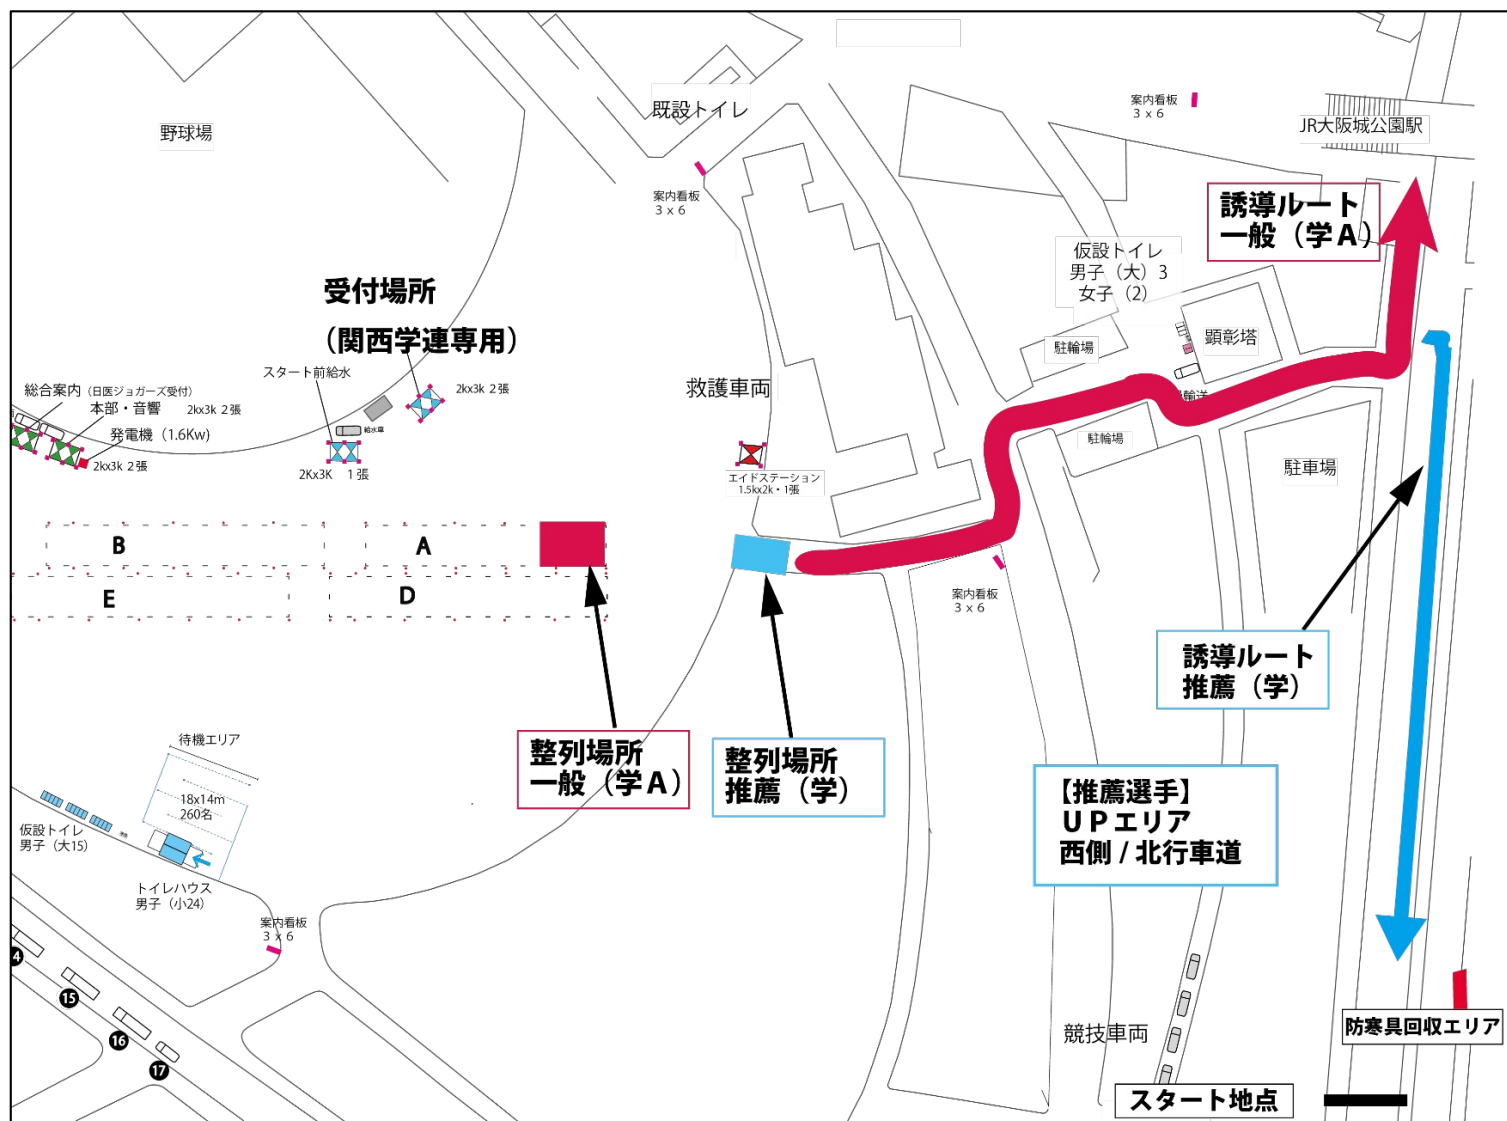 野球場
既設トイレ
案内看板
3 x 6
JR大阪城公園駅
案内看板
3 x 6
誘導ルート
一般（学A）
仮設トイレ
男子（大）3
女子（2）
受付場所
（関西学連専用）
顕彰塔
駐輪場
スタート前給水
救護車両
2kx3k 2張
総合案内（日医ジョガーズ受付）
本部・音響 2kx3k 2張
発電機（1.6Kw)
2kx3k 2張
給水車
2Kx3K 1張
輸送
駐輪場
駐車場
エイドステーション
1.5kx2k・1張
B
A
E
D
案内看板
3 x 6
誘導ルート
推薦（学）
整列場所
一般（学A）
整列場所
推薦（学）
待機エリア
18x14m
260名
仮設トイレ
男子（大15）
トイレハウス
男子（小24）
【推薦選手】
UPエリア
西側 / 北行車道
案内看板
3 x 6
4
15
16
17
競技車両
防寒具回収エリア
スタート地点